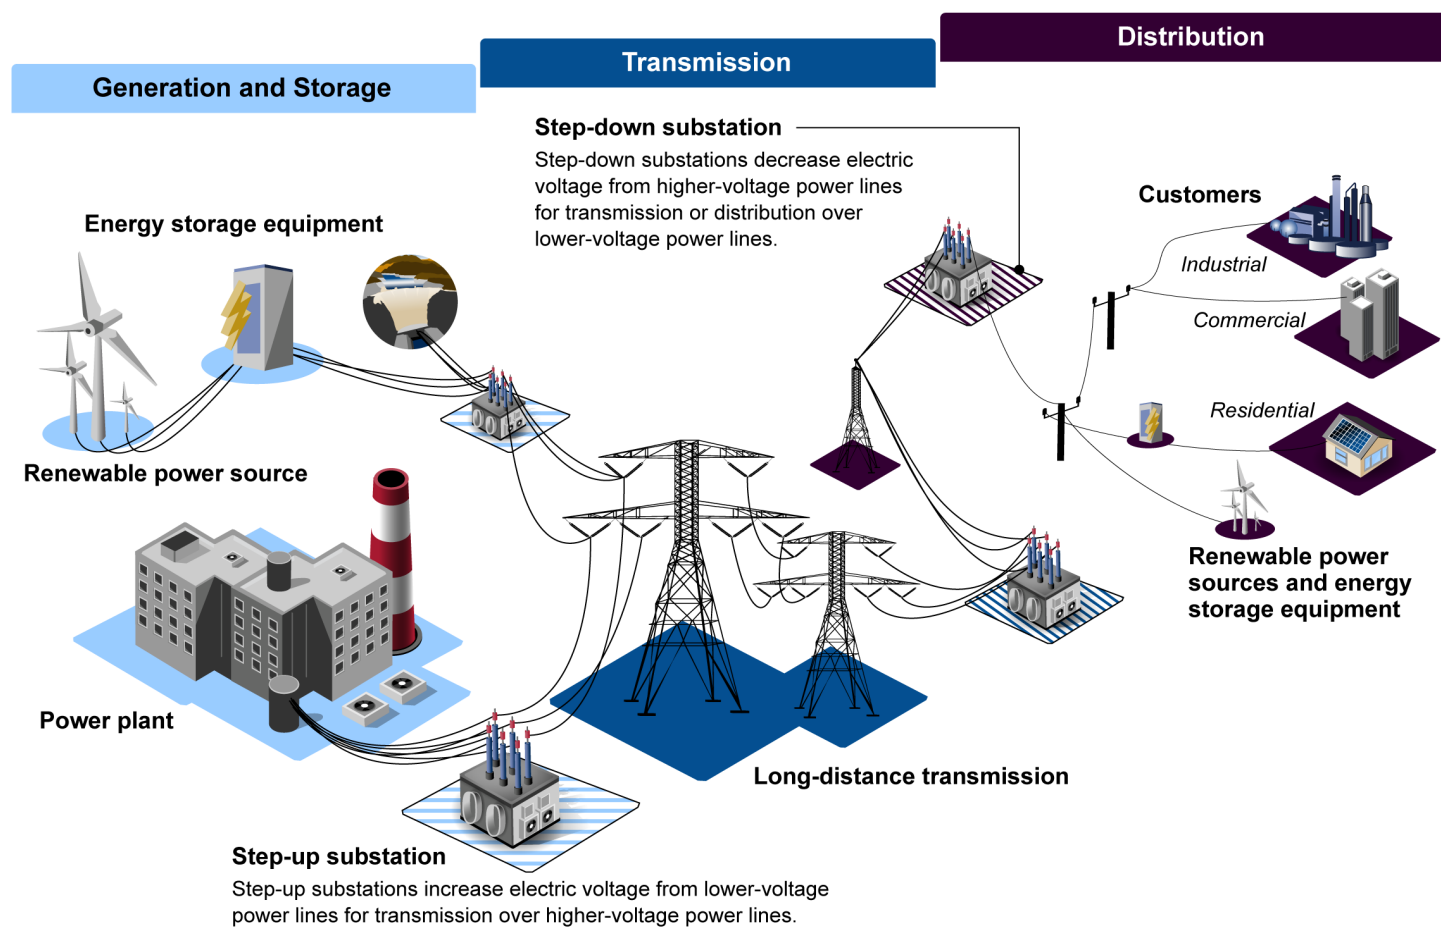 Generation and Storage
Transmission
Distribution
Step-down substation
Step-down substations decrease electric
voltage from higher-voltage power lines
for transmission or distribution over
lower-voltage power lines.
Energy storage equipment
Renewable power source
Power plant
Step-up substation
Step-up substations increase electric voltage from lower-voltage
power lines for transmission over higher-voltage power lines.
Long-distance transmission
Customers
Industrial
Commercial
Residential
Renewable power
sources and energy
storage equipment